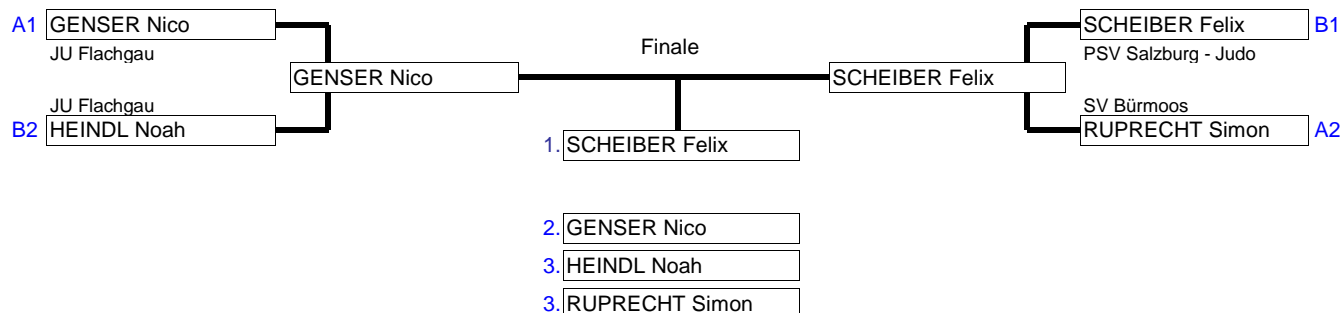 A1 GENSER Nico
JU Flachgau
GENSER Nico
JU Flachgau
B2 HEINDL Noah
Finale
SCHEIBER Felix B1
PSV Salzburg - Judo
SCHEIBER Felix
SV Bürmoos
RUPRECHT Simon A2
1. SCHEIBER Felix
2. GENSER Nico
3. HEINDL Noah
3. RUPRECHT Simon